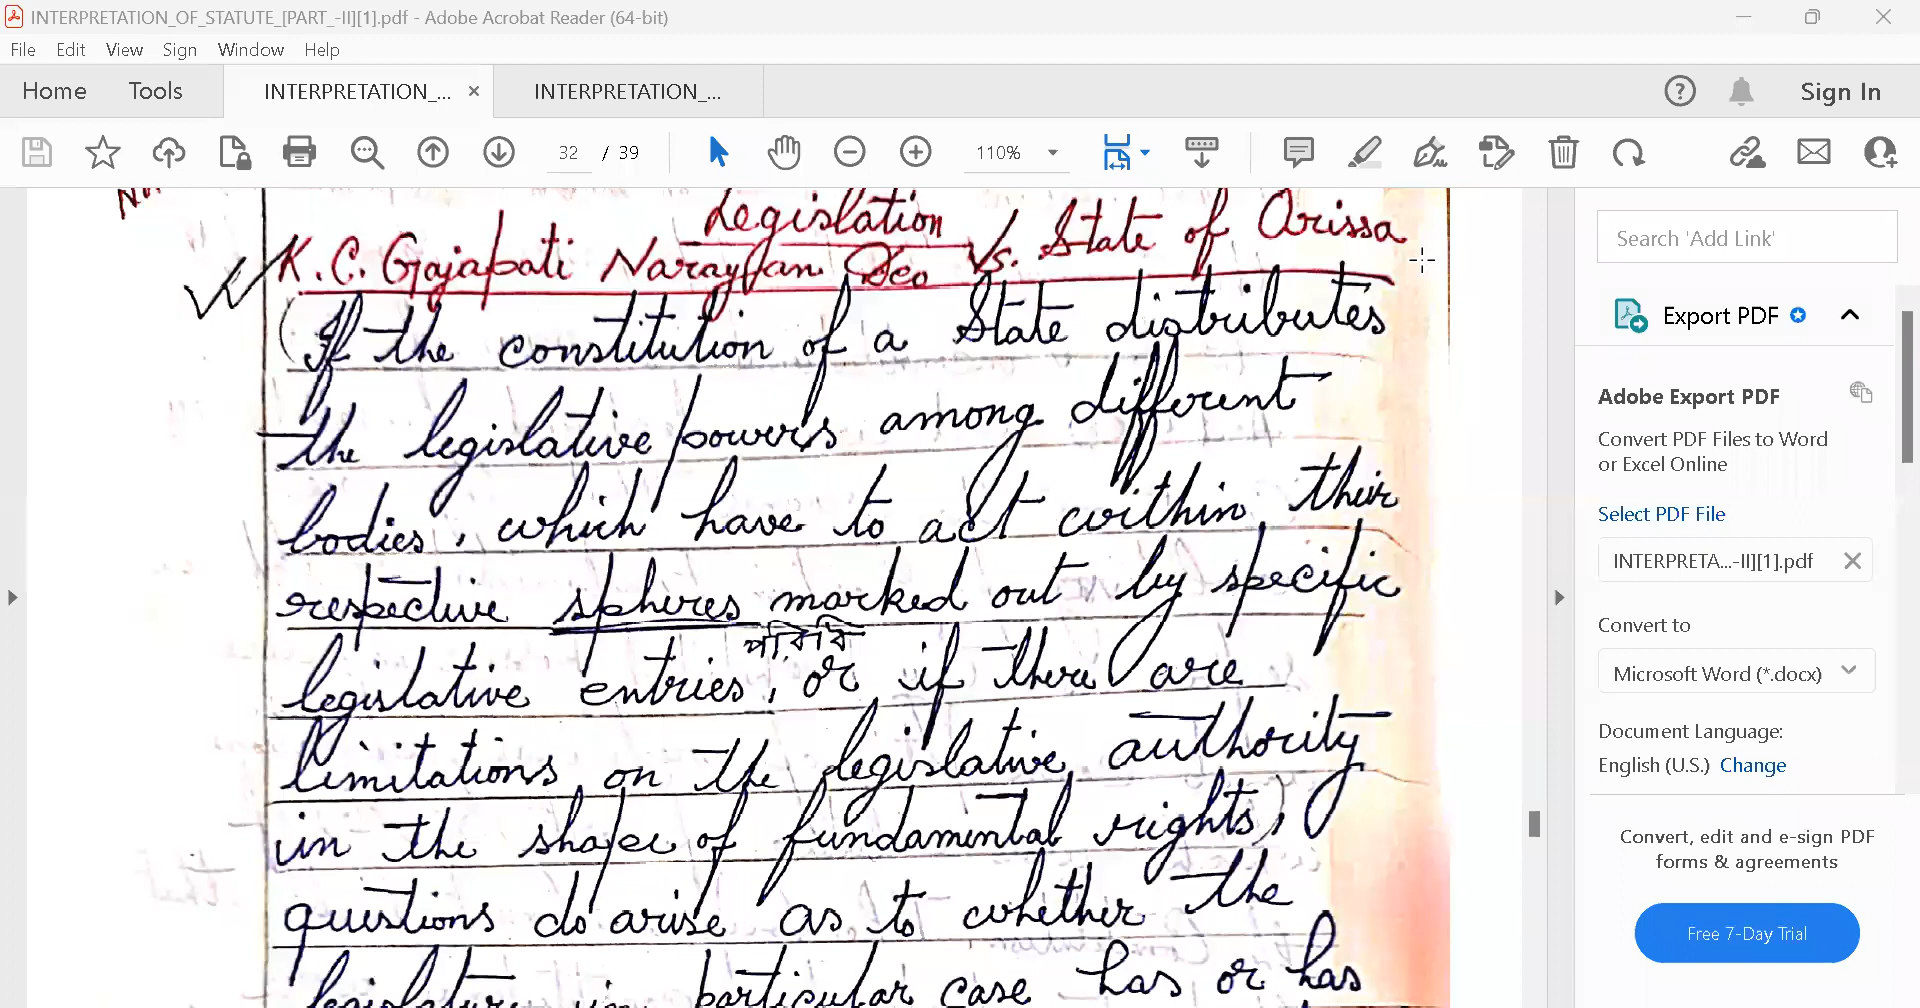 INTERPRETATION_OF_STATUTE_[PART_-II][1].pdf - Adobe Acrobat Reader (64-bit)
File Edit View Sign Window Help
Home Tools INTERPRETATION_... × INTERPRETATION_... Sign In
32 / 39 110%
Legislation
K.C. Gajapati Narayan Deo Vs. State of Orissa
(If the constitution of a State distributes
the legislative powers among different
bodies, which have to act within their
respective spheres marked out by specific
legislative entries, or if there are
limitations on the legislative authority
in the shape of fundamental rights)
questions do arise as to whether the
legislature in particular case has or has
Search 'Add Link'
Export PDF
Adobe Export PDF
Convert PDF Files to Word
or Excel Online
Select PDF File
INTERPRETA...-II][1].pdf
Convert to
Microsoft Word (*.docx)
Document Language:
English (U.S.) Change
Convert, edit and e-sign PDF
forms & agreements
Free 7-Day Trial